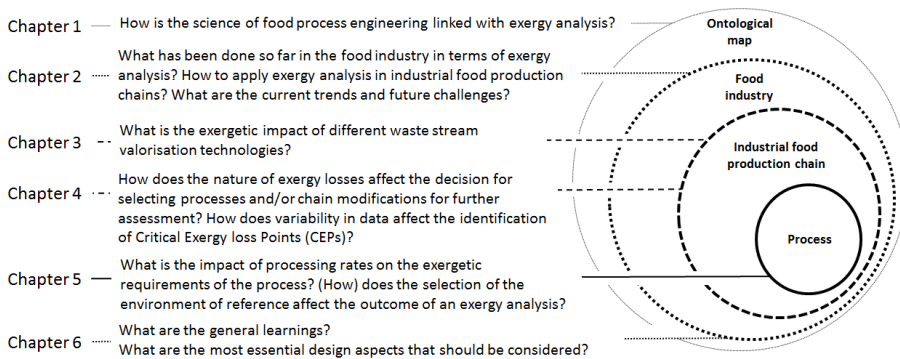 Chapter 1
How is the science of food process engineering linked with exergy analysis?
Chapter 2
What has been done so far in the food industry in terms of exergy
analysis? How to apply exergy analysis in industrial food production
chains? What are the current trends and future challenges?
Chapter 3
What is the exergetic impact of different waste stream
valorisation technologies?
Chapter 4
How does the nature of exergy losses affect the decision for
selecting processes and/or chain modifications for further
assessment? How does variability in data affect the identification
of Critical Exergy loss Points (CEPs)?
Chapter 5
What is the impact of processing rates on the exergetic
requirements of the process? (How) does the selection of the
environment of reference affect the outcome of an exergy analysis?
Chapter 6
What are the general learnings?
What are the most essential design aspects that should be considered?
Ontological
map
Food
industry
Industrial food
production chain
Process